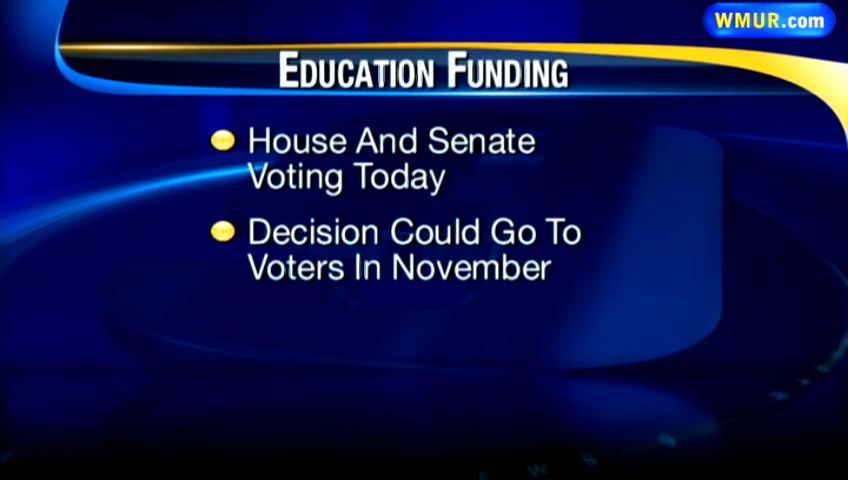 WMUR.com
EDUCATION FUNDING
House And Senate
Voting Today
Decision Could Go To
Voters In November